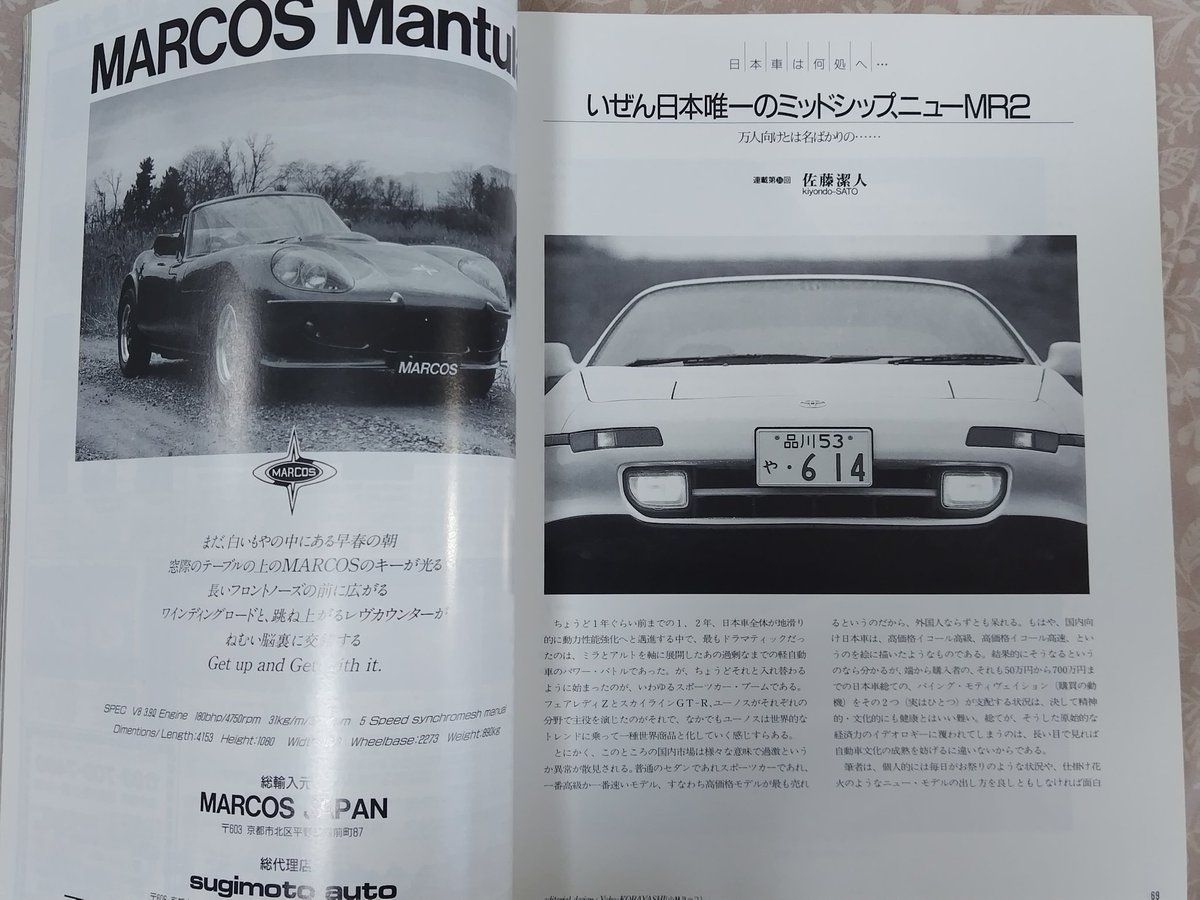 MARCOS Mantul
MARCOS
MARCOS
まだ、白いもやの中にある早春の朝
窓際のテーブルの上のMARCOSのキーが光る
長いフロントノーズの前に広がる
ワインディングロードと、跳ね上がるレヴカウンターが
ねむい脳裏に交錯する
Get up and Get with it.
SPEC V8 3.9ℓ Engine 180bhp/4750rpm 5 Speed synchromesh manual
Dimentions/Length:4153 Height:1080 Wheelbase:2273 Weight:890kg
総輸入元
MARCOS JAPAN
〒603 京都市北区平野 前町87
総代理店
sugimoto auto
日本車は何処へ…
いぜん日本唯一のミッドシップ、ニューMR2
万人向けとは名ばかりの……
連載第 回 佐藤潔人
kiyondo-SATO
品川53
や・614
ちょうど1年ぐらい前までの1、2年、日本車全体が地滑り
的に動力性能強化へと邁進する中で、最もドラマティックだっ
たのは、ミラとアルトを軸に展開したあの過剰なまでの軽自動
車のパワー・バトルであった。が、ちょうどそれと入れ替わる
ように始まったのが、いわゆるスポーツカー・ブームである。
フェアレディZとスカイラインGT-R、ユーノスがそれぞれの
分野で主役を演じたのがそれで、なかでもユーノスは世界的な
トレンドに乗って一種世界商品と化していく感じすらある。
とにかく、このところの国内市場は様々な意味で過激という
か異常が散見される。普通のセダンであれスポーツカーであれ、
一番高級か一番速いモデル、すなわち高価格モデルが最も売れ
るというのだから、外国人ならずとも呆れる。もはや、国内向
け日本車は、高価格イコール高級、高価格イコール高速、とい
うのを絵に描いたようなものである。結果的にそうなるという
のなら分かるが、端から購入者の、それも50万円から700万円ま
での日本車総ての、バイング・モティヴェイション（購買の動
機）をその2つ（実はひとつ）が支配する状況は、決して精神
的・文化的にも健康とはいい難い。総てが、そうした原始的な
経済力のイデオロギーに覆われてしまうのは、長い目で見れば
自動車文化の成熟を妨げるに違いないからである。
筆者は、個人的には毎日がお祭りのような状況や、仕掛け花
火のようなニュー・モデルの出し方を良しともしなければ面白
69